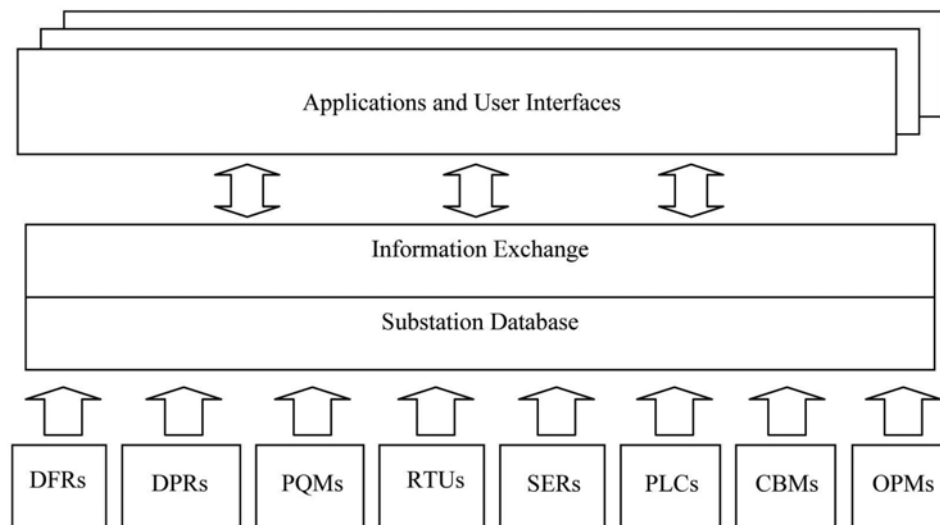 Applications and User Interfaces
Information Exchange
Substation Database
DFRs DPRs PQMs RTUs SERs PLCs CBMs OPMs